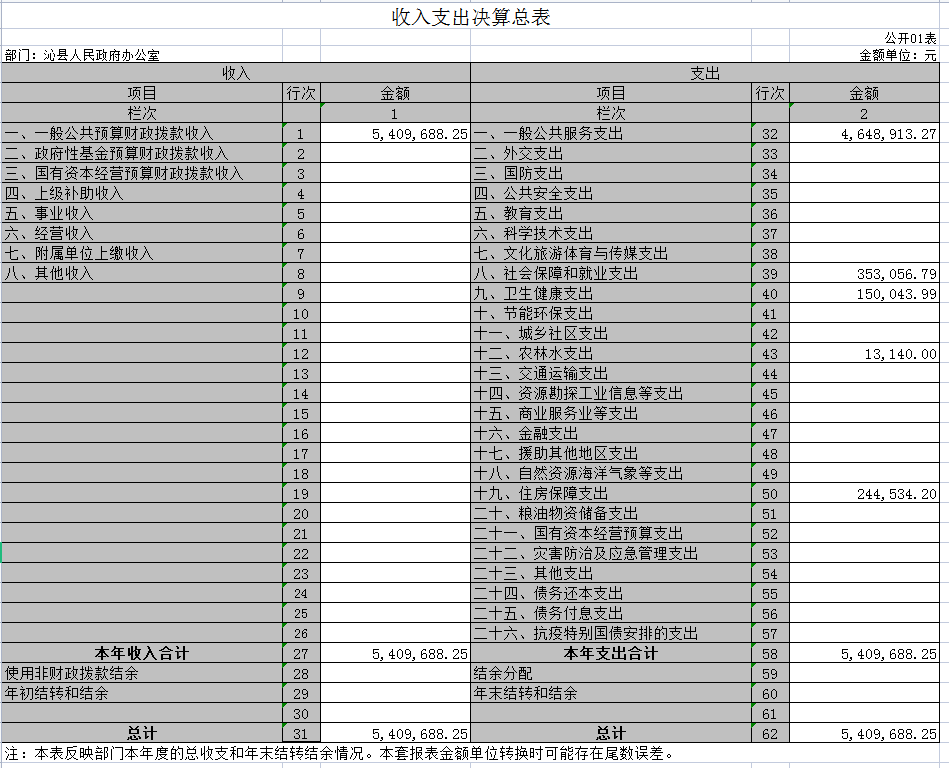 收入支出决算总表
公开01表
部门：沁县人民政府办公室 金额单位：元
收入 支出
项目 行次 金额 项目 行次 金额
栏次 1 栏次 2
一、一般公共预算财政拨款收入 1 5,409,688.25 一、一般公共服务支出 32 4,648,913.27
二、政府性基金预算财政拨款收入 2 二、外交支出 33
三、国有资本经营预算财政拨款收入 3 三、国防支出 34
四、上级补助收入 4 四、公共安全支出 35
五、事业收入 5 五、教育支出 36
六、经营收入 6 六、科学技术支出 37
七、附属单位上缴收入 7 七、文化旅游体育与传媒支出 38
八、其他收入 8 八、社会保障和就业支出 39 353,056.79
9 九、卫生健康支出 40 150,043.99
10 十、节能环保支出 41
11 十一、城乡社区支出 42
12 十二、农林水支出 43 13,140.00
13 十三、交通运输支出 44
14 十四、资源勘探工业信息等支出 45
15 十五、商业服务业等支出 46
16 十六、金融支出 47
17 十七、援助其他地区支出 48
18 十八、自然资源海洋气象等支出 49
19 十九、住房保障支出 50 244,534.20
20 二十、粮油物资储备支出 51
21 二十一、国有资本经营预算支出 52
22 二十二、灾害防治及应急管理支出 53
23 二十三、其他支出 54
24 二十四、债务还本支出 55
25 二十五、债务付息支出 56
26 二十六、抗疫特别国债安排的支出 57
本年收入合计 27 5,409,688.25 本年支出合计 58 5,409,688.25
使用非财政拨款结余 28 结余分配 59
年初结转和结余 29 年末结转和结余 60
30 61
总计 31 5,409,688.25 总计 62 5,409,688.25
注：本表反映部门本年度的总收支和年末结转结余情况。本套报表金额单位转换时可能存在尾数误差。